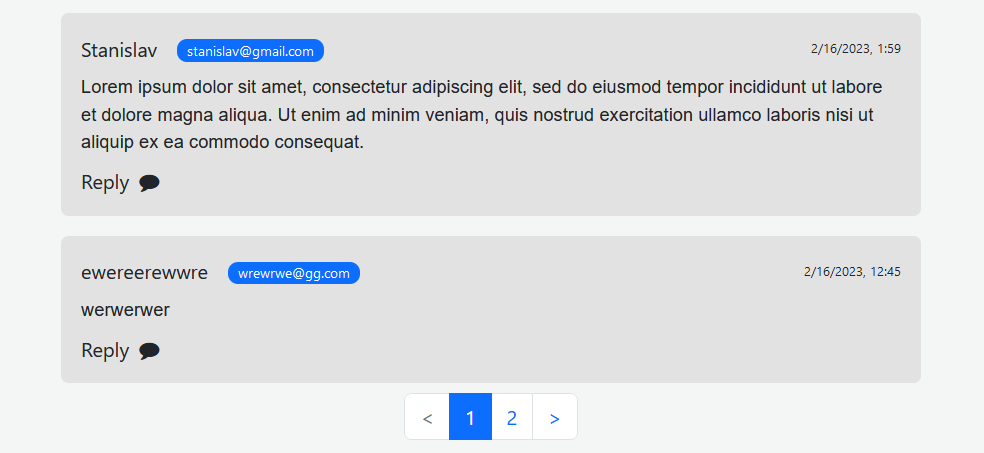 Stanislav stanislav@gmail.com 2/16/2023, 1:59
Lorem ipsum dolor sit amet, consectetur adipiscing elit, sed do eiusmod tempor incididunt ut labore
et dolore magna aliqua. Ut enim ad minim veniam, quis nostrud exercitation ullamco laboris nisi ut
aliquip ex ea commodo consequat.
Reply
ewereerewwre wrewrwe@gg.com 2/16/2023, 12:45
werwerwer
Reply
< 1 2 >